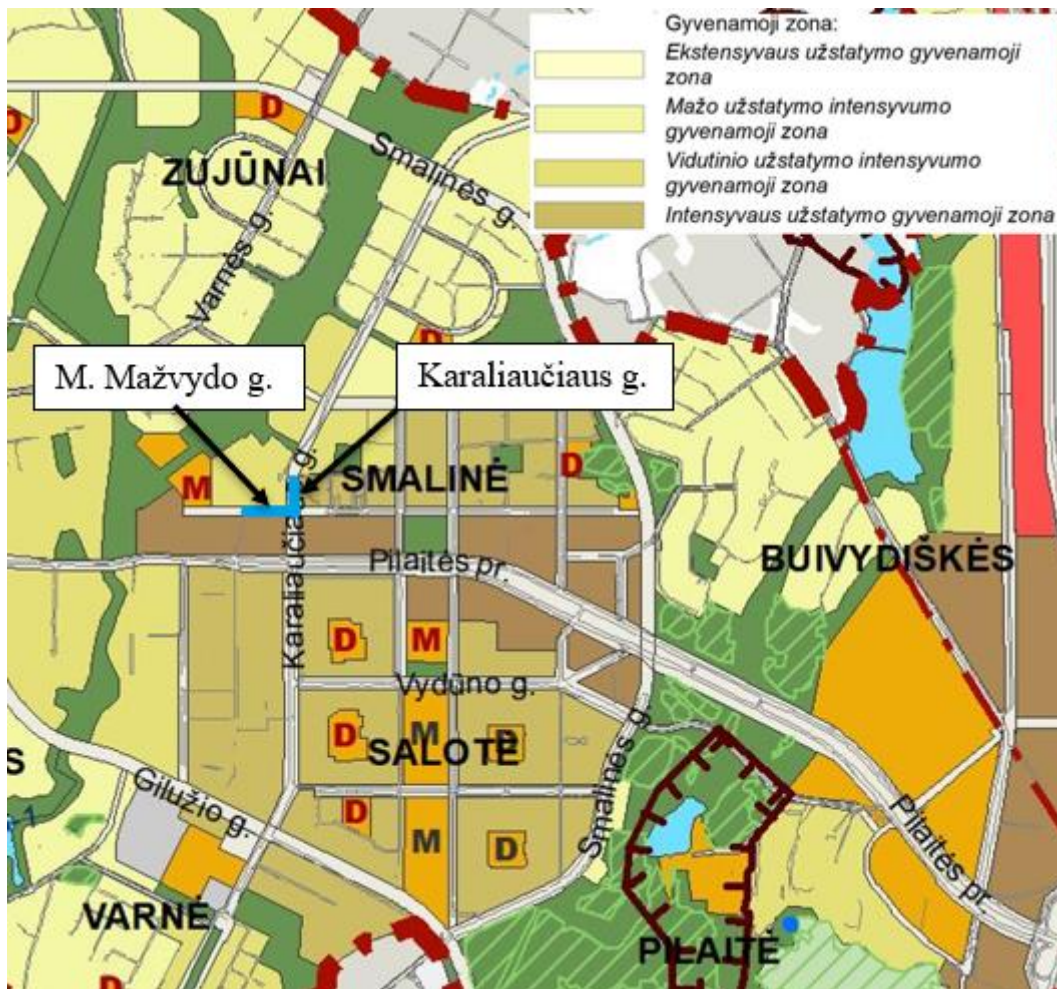 Gyvenamoji zona:
Ekstensyvaus užstatymo gyvenamoji
zona
Mažo užstatymo intensyvumo
gyvenamoji zona
Vidutinio užstatymo intensyvumo
gyvenamoji zona
Intensyvaus užstatymo gyvenamoji zona
D
D
ZUJŪNAI
Smalinės g.
Varnės g.
D
M. Mažvydo g.
Karaliaučiaus g.
M
SMALINĖ
D
Karaliaučiaus g.
Pilaitės pr.
BUIVYDIŠKĖS
D
M
Vydūno g.
D
M
D
SALOTĖ
S
Gilužio g.
Smalinės g.
D
M
D
Pilaitės pr.
VARNĖ
PILAITĖ
D